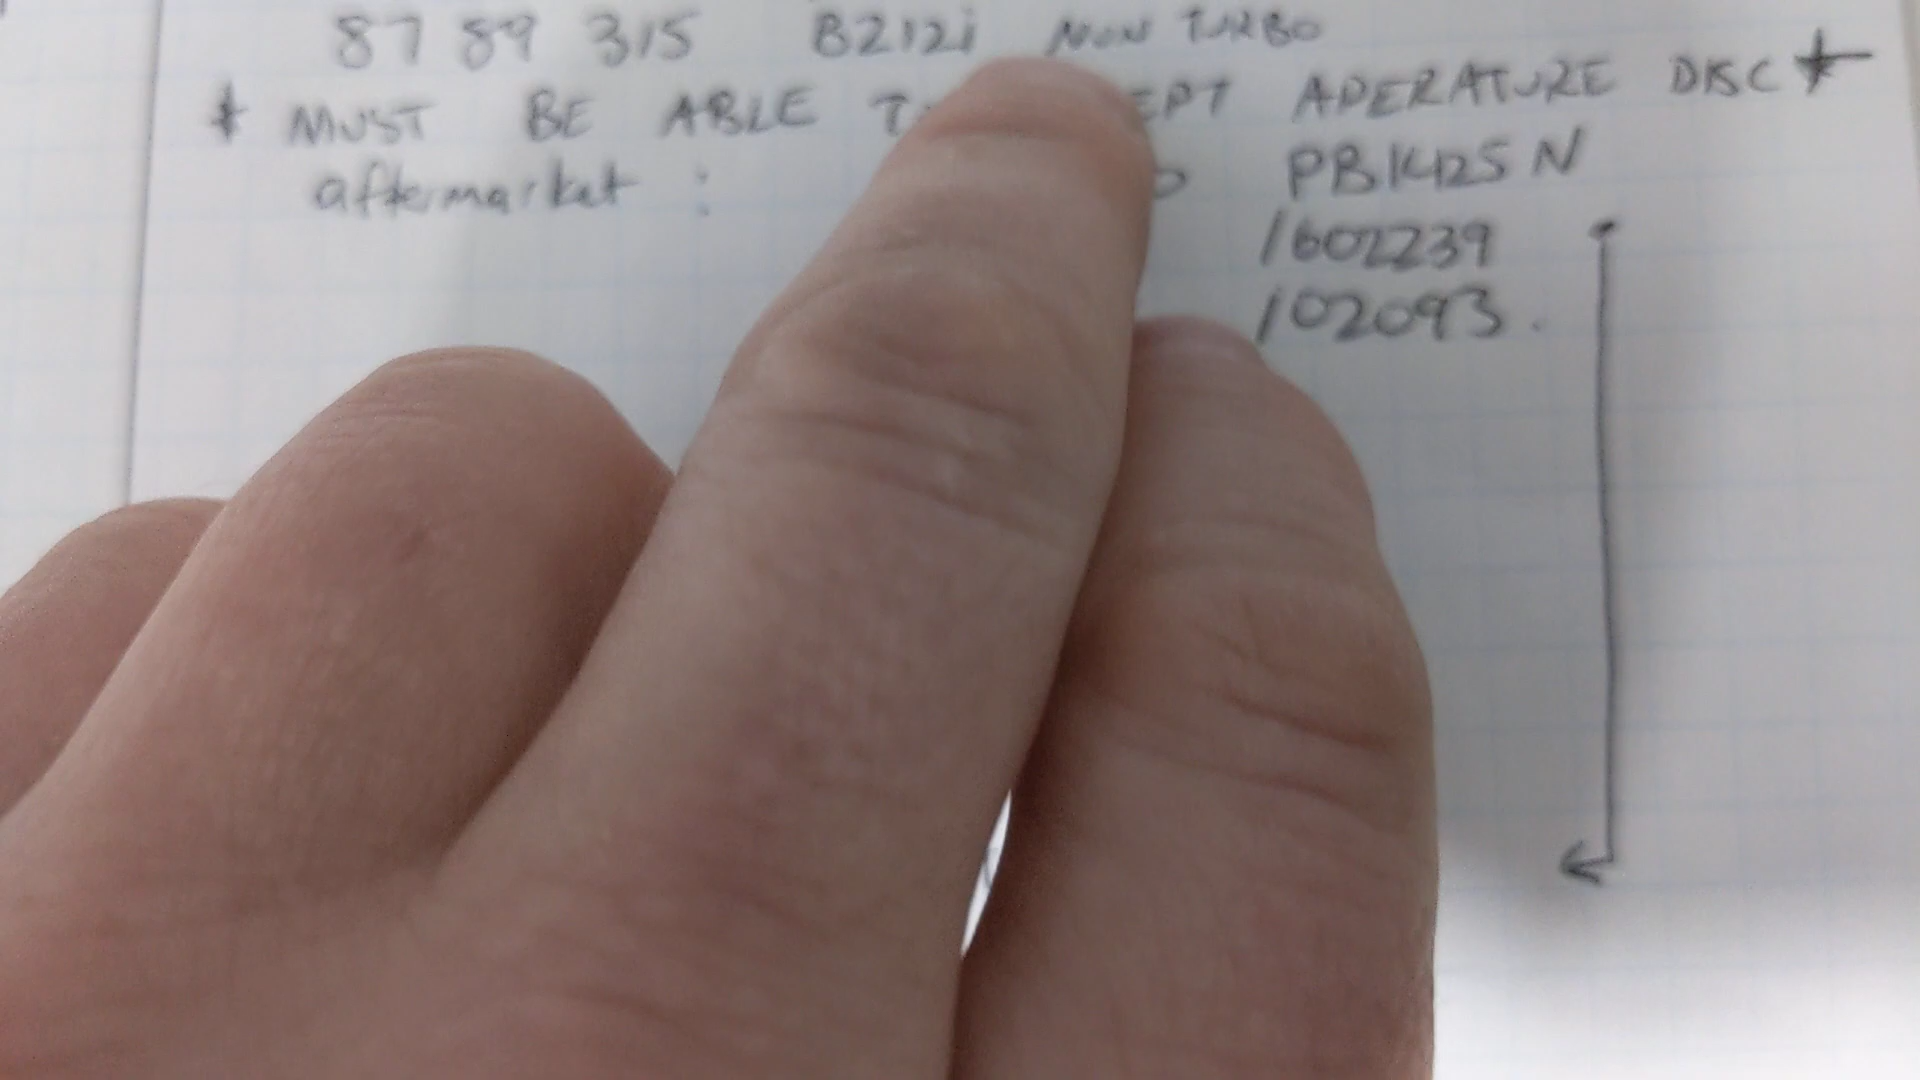 87 89 315 B212i NON TURBO
* MUST BE ABLE T EPT APERATURE DISC *
aftermarket : PBK125N
1602239
102093.